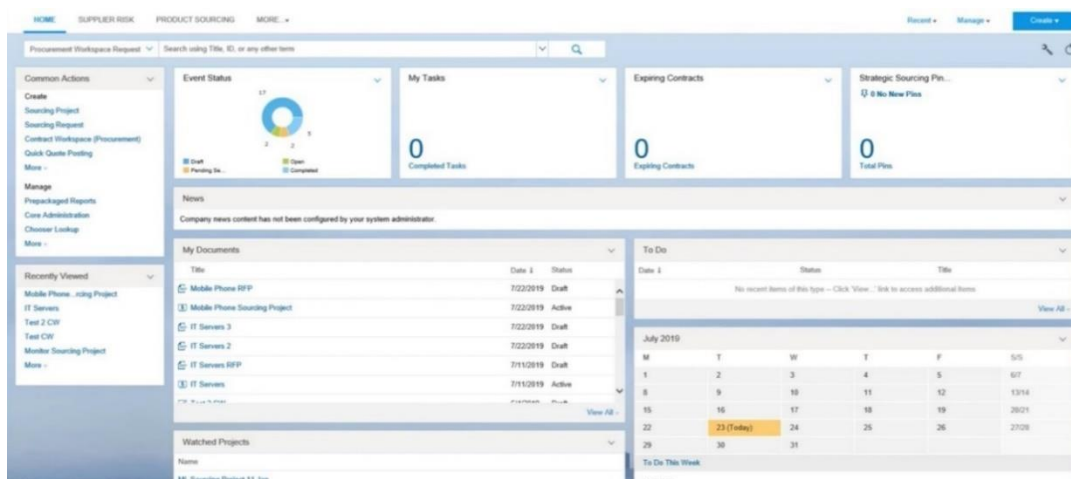 HOME SUPPLIER RISK PRODUCT SOURCING MORE... Recent Manage Create
Procurement Workspace Request Search using Title, ID, or any other term
Common Actions
Create
Sourcing Project
Sourcing Request
Contract Workspace (Procurement)
Quick Quote Posting
More
Manage
Prepackaged Reports
Core Administration
Chooser Lookup
More
Recently Viewed
Mobile Phone...rcing Project
IT Servers
Test 2 CW
Test CW
Monitor Sourcing Project
More
Event Status
17
5
2 2
Draft Open
Pending Se... Completed
My Tasks
0
Completed Tasks
Expiring Contracts
0
Expiring Contracts
Strategic Sourcing Pin...
0 No New Pins
0
Total Pins
News
Company news content has not been configured by your system administrator.
My Documents
Title Date ↓ Status
Mobile Phone RFP 7/22/2019 Draft
Mobile Phone Sourcing Project 7/22/2019 Active
IT Servers 3 7/22/2019 Draft
IT Servers 2 7/22/2019 Draft
IT Servers RFP 7/11/2019 Draft
IT Servers 7/11/2019 Active
View All
Watched Projects
Name
To Do
Date ↓ Status Title
No recent items of this type -- Click 'View...' link to access additional items
View All
July 2019
M T W T F S/S
1 2 3 4 5 6/7
8 9 10 11 12 13/14
15 16 17 18 19 20/21
22 23 (Today) 24 25 26 27/28
29 30 31
To Do This Week